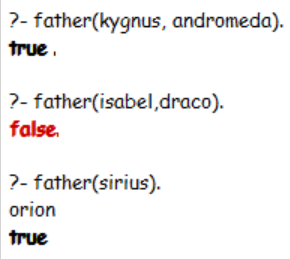 ?- father(kygnus, andromeda).
true .
?- father(isabel,draco).
false.
?- father(sirius).
orion
true